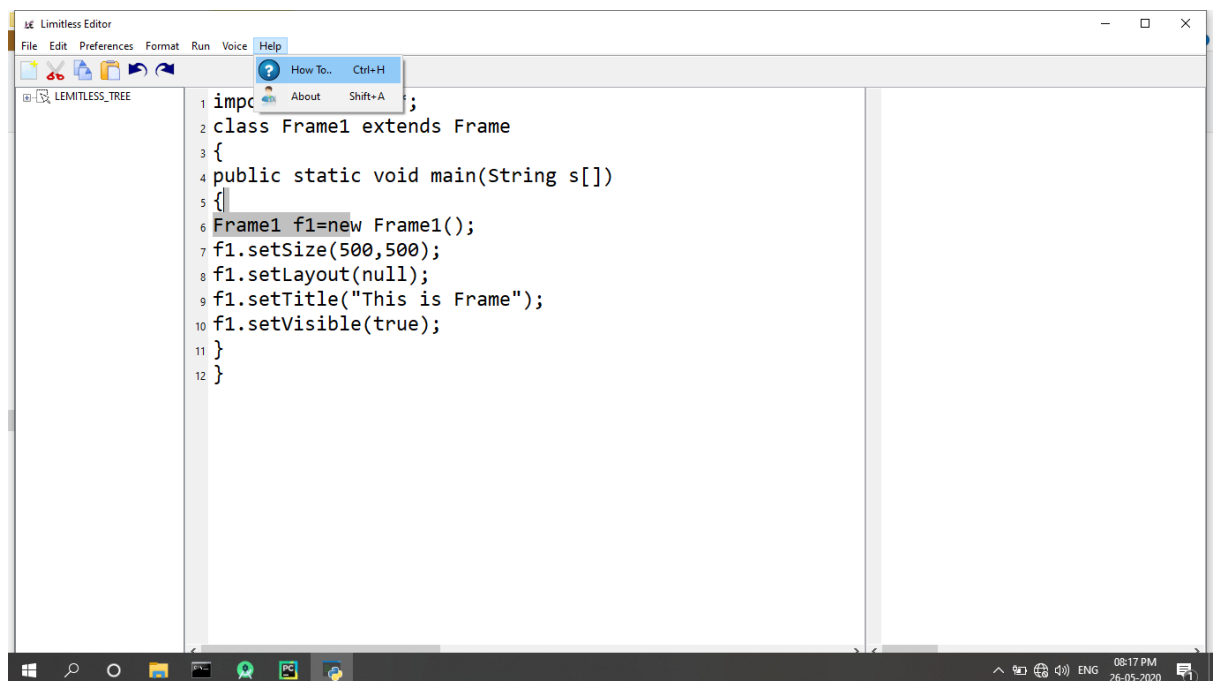 Limitless Editor
File Edit Preferences Format Run Voice Help
How To.. Ctrl+H
About Shift+A
LEMITLESS_TREE
1 impo ;
2 class Frame1 extends Frame
3 {
4 public static void main(String s[])
5 {
6 Frame1 f1=new Frame1();
7 f1.setSize(500,500);
8 f1.setLayout(null);
9 f1.setTitle("This is Frame");
10 f1.setVisible(true);
11 }
12 }
PC
ENG
08:17 PM
26-05-2020